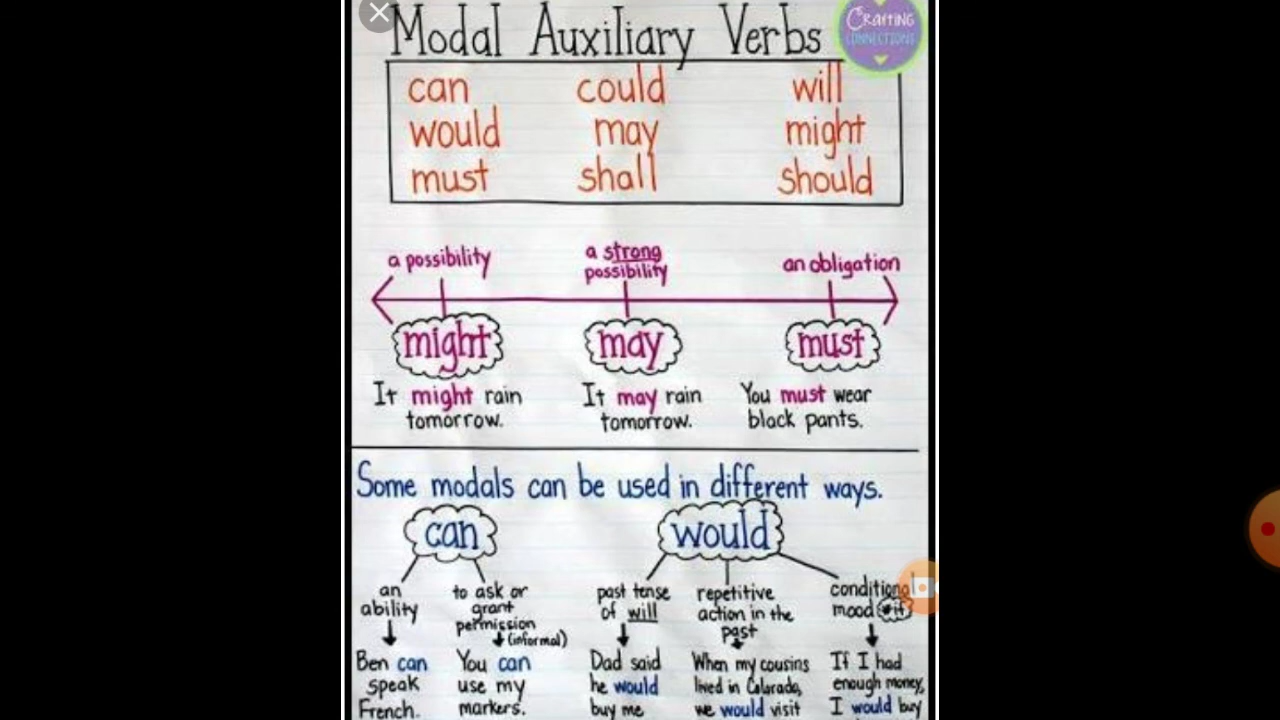 Modal Auxiliary Verbs
CRAFTING
CONNECTIONS
can could will
would may might
must shall should
a possibility
a strong
possibility
an obligation
might may must
It might rain
tomorrow.
It may rain
tomorrow.
You must wear
black pants.
Some modals can be used in different ways.
can would
an
ability
to ask or
grant
permission
(informal)
past tense
of will
repetitive
action in the
past
conditional
mood
Ben can
speak
French.
You can
use my
markers.
Dad said
he would
buy me
When my cousins
lived in Colorado,
we would visit
If I had
enough money,
I would buy